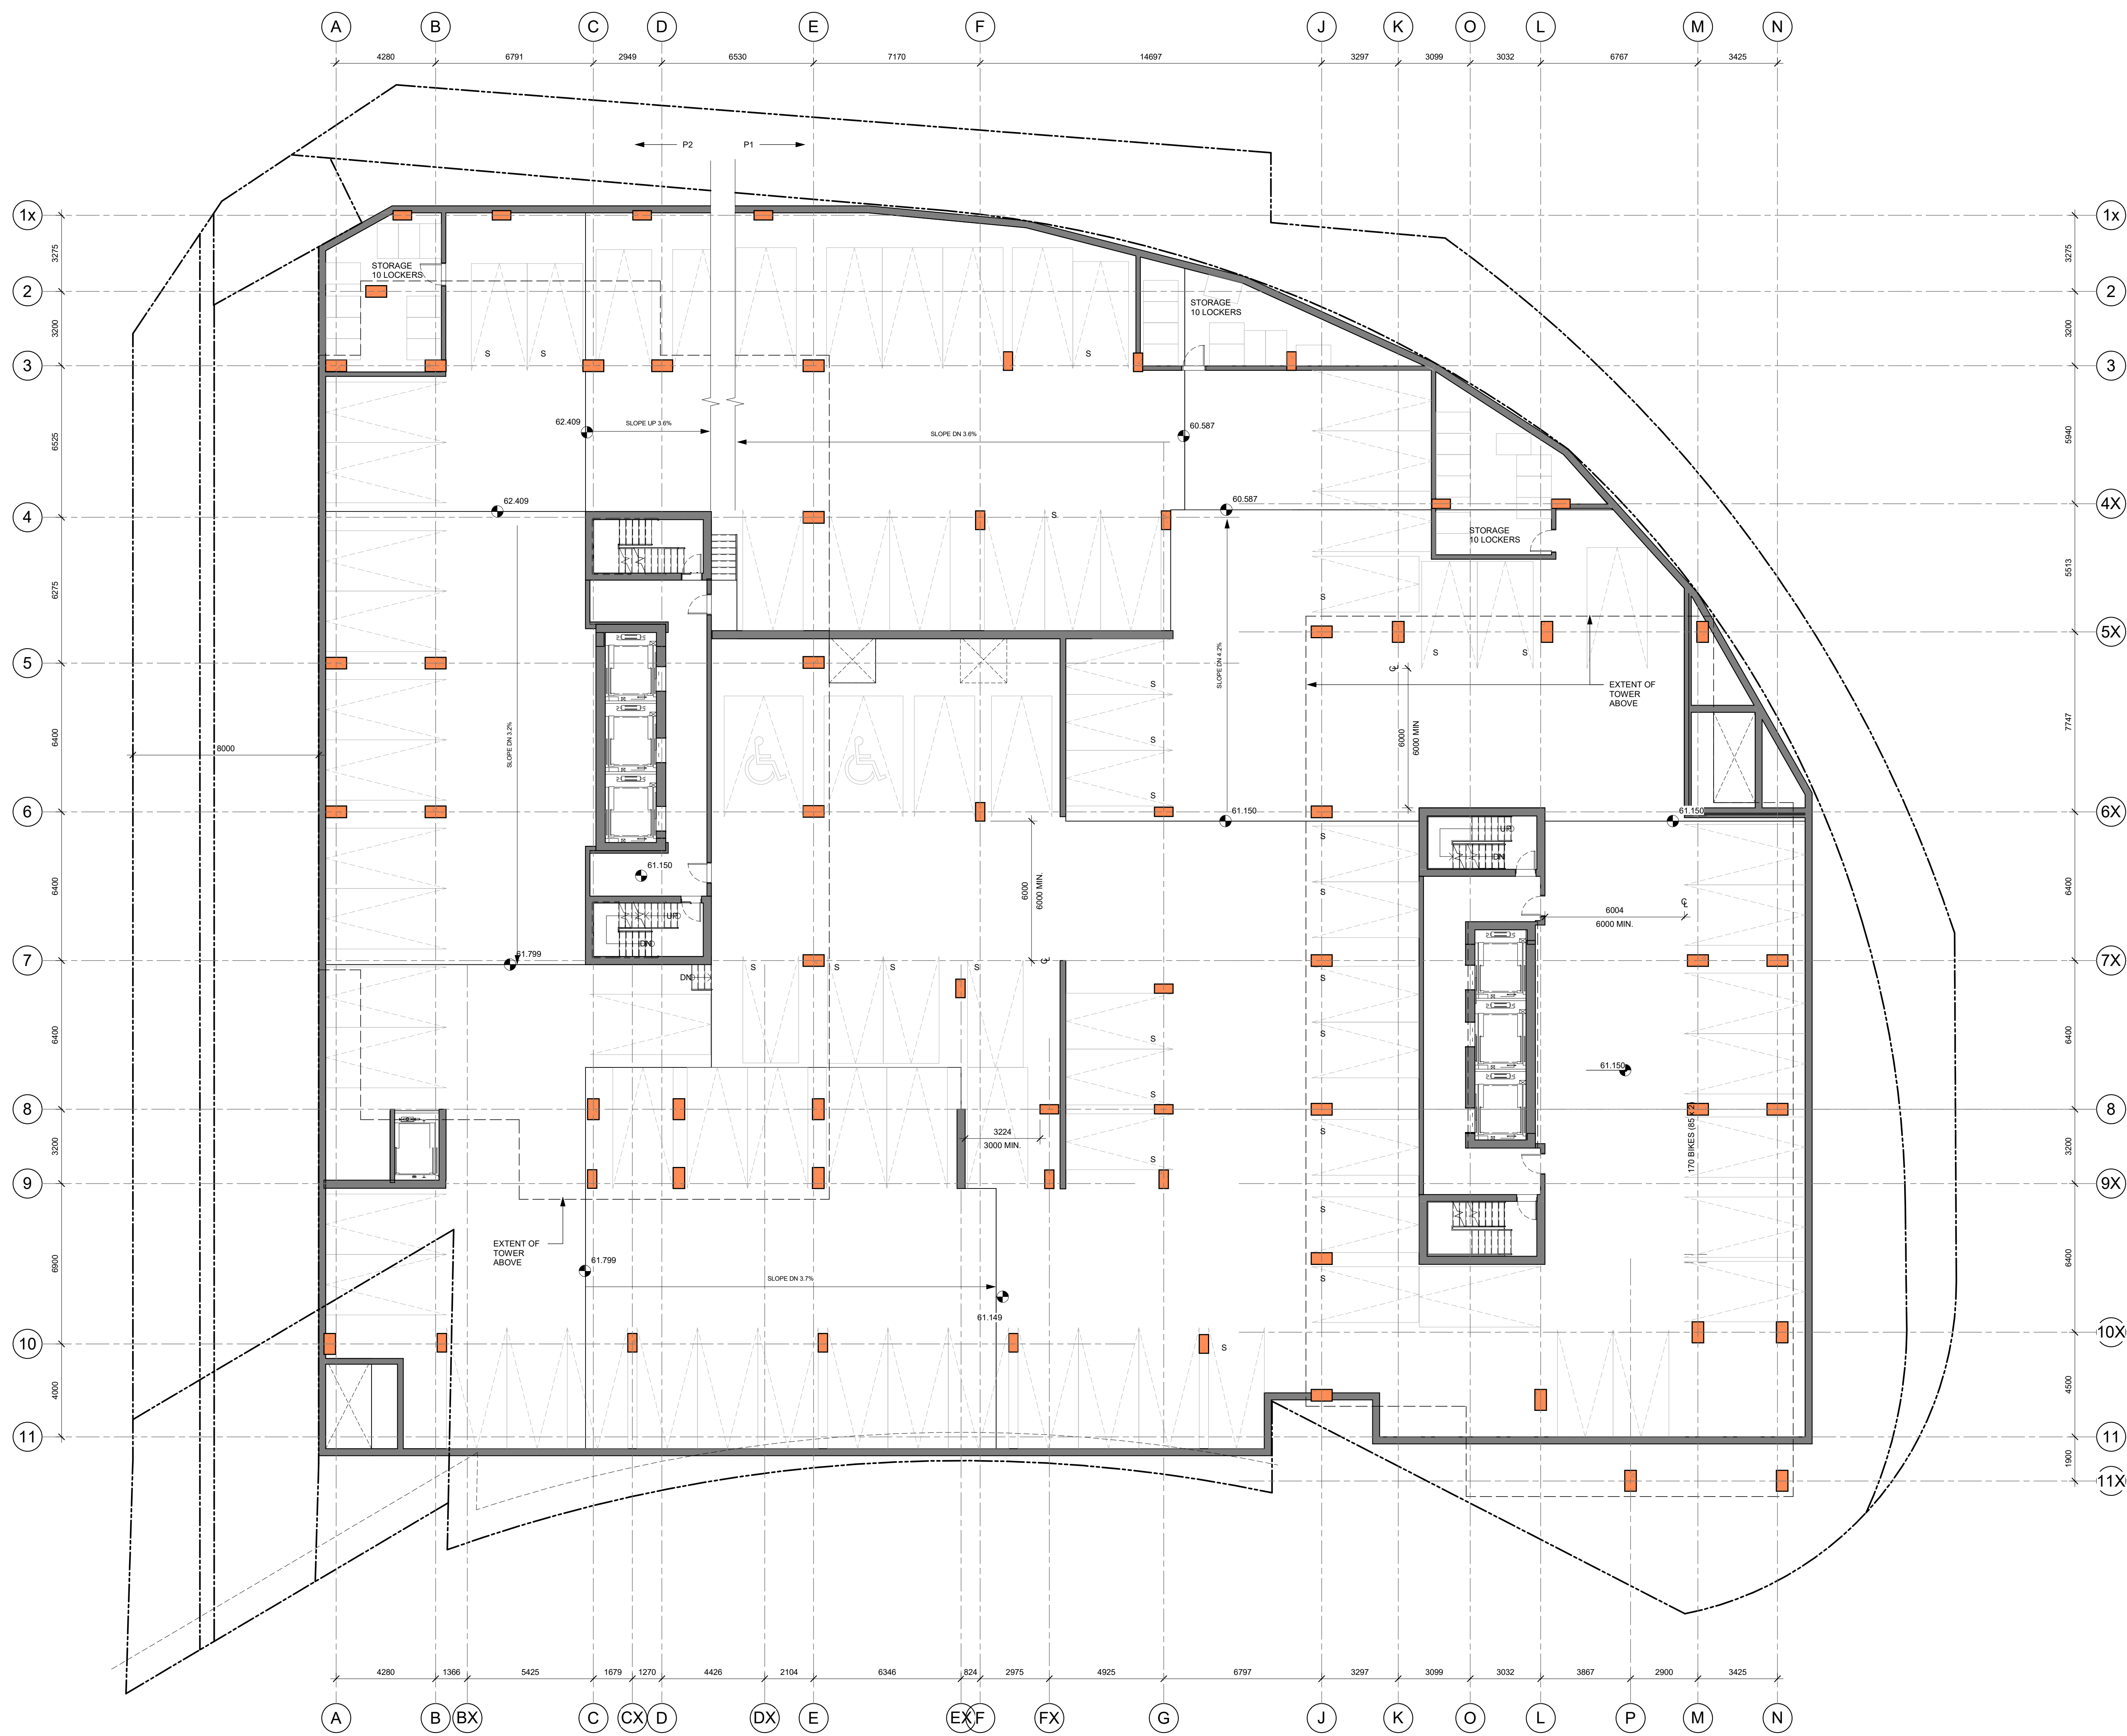 A B C D E F J K O L M N
4280 6791 2949 6530 7170 14697 3297 3099 3032 6767 3425
P2 P1
1x 1x
3275 3275
STORAGE
10 LOCKERS
2 2
STORAGE
10 LOCKERS
3200 3200
S S S
3 3
62.409 SLOPE UP 3.6% SLOPE DN 3.6% 60.587
6525 5940
62.409 60.587
4 S 4X
STORAGE
10 LOCKERS
6275 5513
SLOPE DN 4.2%
S
5X
S S
5
S EXTENT OF
TOWER
ABOVE
6400 7747
SLOPE DN 3.2%
8000
S
6000
6000 MIN
S
6 61.150 61.150 6X
S
UP
DN
61.150
6400 6400
6000
6000 MIN.
S
6004
6000 MIN.
UP
DN
61.799
7 S S S S 7X
DN
S
6400 6400
S S
61.150
S
8 8
170 BIKES (85 x 2)
3224
3000 MIN.
S
3200 3200
S
9 9X
S
EXTENT OF
TOWER
ABOVE
61.799
6900 6400
SLOPE DN 3.7%
S
61.149
10 S 10X
4000 4500
11 11
1900
11X
4280 1366 5425 1679 1270 4426 2104 6346 824 2975 4925 6797 3297 3099 3032 3867 2900 3425
A B BX C CX D DX E EX F FX G J K O L P M N